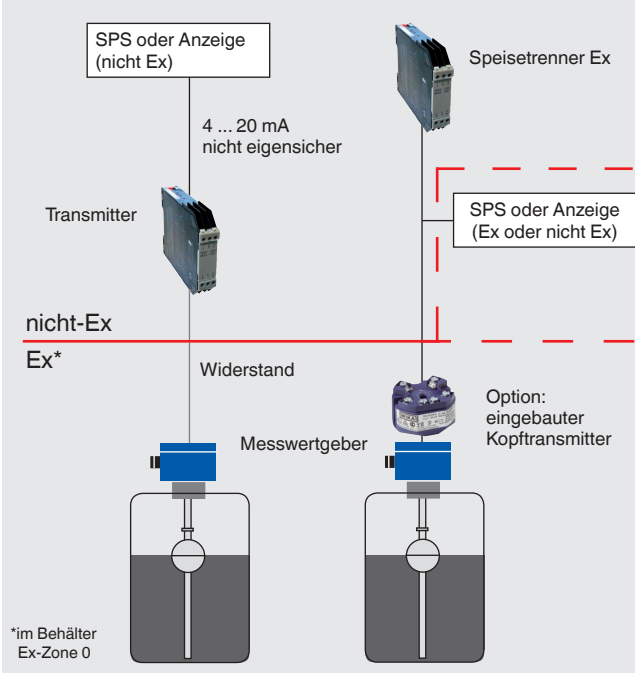 SPS oder Anzeige
(nicht Ex)
Speisetrenner Ex
4 ... 20 mA
nicht eigensicher
Transmitter
SPS oder Anzeige
(Ex oder nicht Ex)
nicht-Ex
Ex*
Widerstand
Option:
eingebauter
Kopftransmitter
Messwertgeber
*im Behälter
Ex-Zone 0